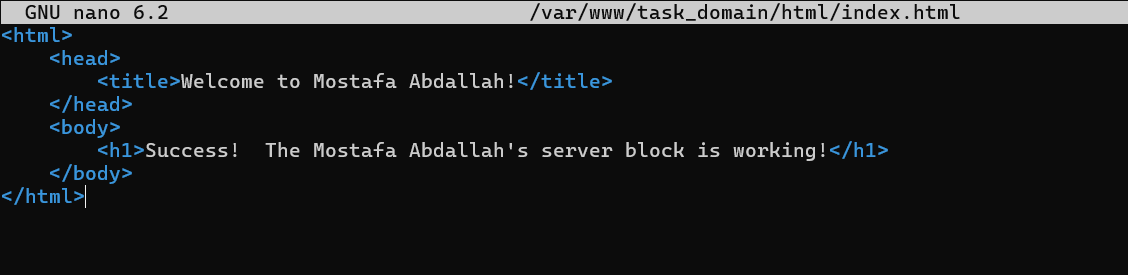 GNU nano 6.2 /var/www/task_domain/html/index.html
<html>
    <head>
        <title>Welcome to Mostafa Abdallah!</title>
    </head>
    <body>
        <h1>Success!  The Mostafa Abdallah's server block is working!</h1>
    </body>
</html>